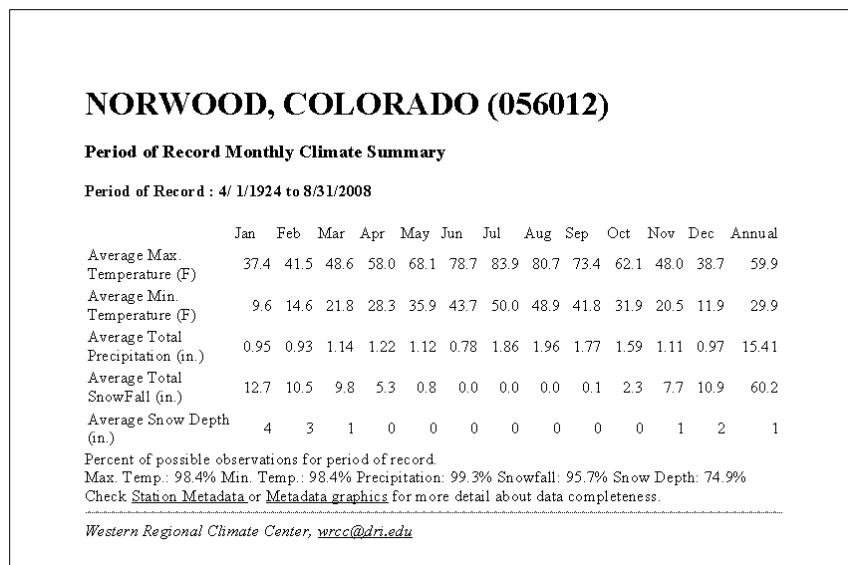 NORWOOD, COLORADO (056012)
Period of Record Monthly Climate Summary
Period of Record : 4/ 1/1924 to 8/31/2008
Jan Feb Mar Apr May Jun Jul Aug Sep Oct Nov Dec Annual
Average Max.
Temperature (F) 37.4 41.5 48.6 58.0 68.1 78.7 83.9 80.7 73.4 62.1 48.0 38.7 59.9
Average Min.
Temperature (F) 9.6 14.6 21.8 28.3 35.9 43.7 50.0 48.9 41.8 31.9 20.5 11.9 29.9
Average Total
Precipitation (in.) 0.95 0.93 1.14 1.22 1.12 0.78 1.86 1.96 1.77 1.59 1.11 0.97 15.41
Average Total
SnowFall (in.) 12.7 10.5 9.8 5.3 0.8 0.0 0.0 0.0 0.1 2.3 7.7 10.9 60.2
Average Snow Depth
(in.) 4 3 1 0 0 0 0 0 0 0 1 2 1
Percent of possible observations for period of record.
Max. Temp.: 98.4% Min. Temp.: 98.4% Precipitation: 99.3% Snowfall: 95.7% Snow Depth: 74.9%
Check Station Metadata or Metadata graphics for more detail about data completeness.
Western Regional Climate Center, wrcc@dri.edu